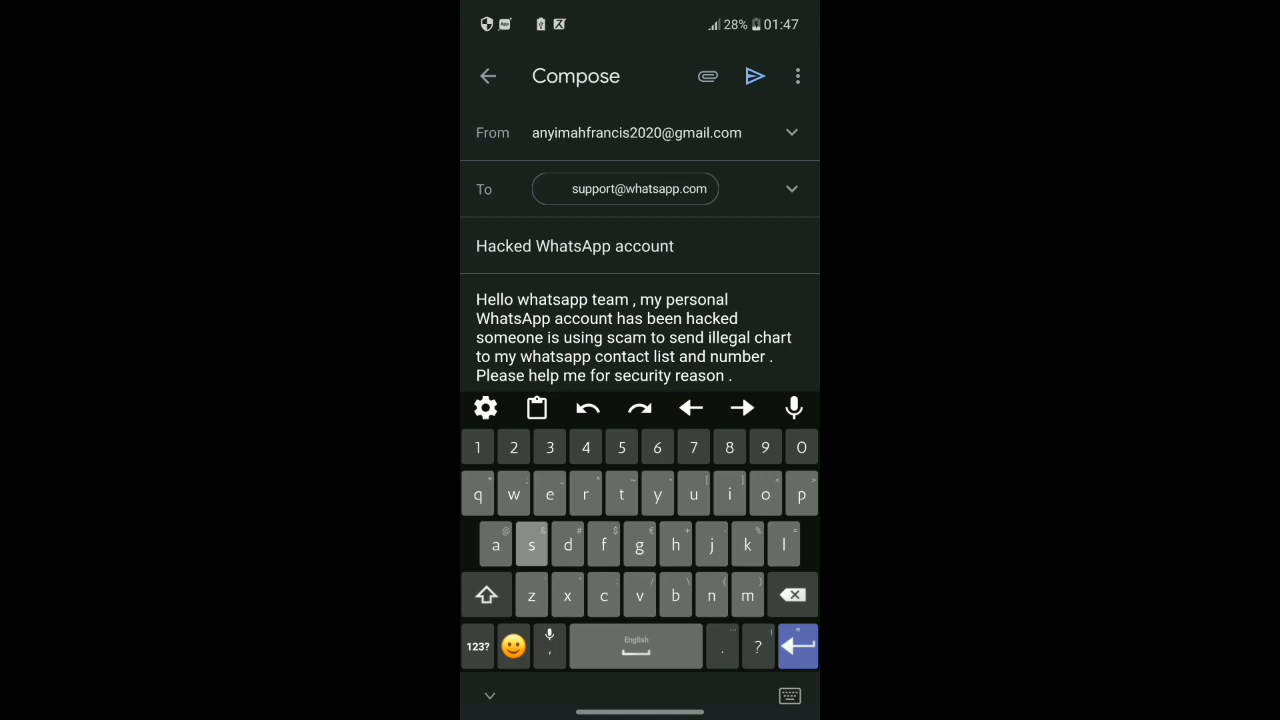 28% 01:47
Compose
From anyimahfrancis2020@gmail.com
To support@whatsapp.com
Hacked WhatsApp account
Hello whatsapp team , my personal
WhatsApp account has been hacked
someone is using scam to send illegal chart
to my whatsapp contact list and number .
Please help me for security reason .
1 2 3 4 5 6 7 8 9 0
q w e r t y u i o p
a s d f g h j k l
z x c v b n m
123? , English . ?